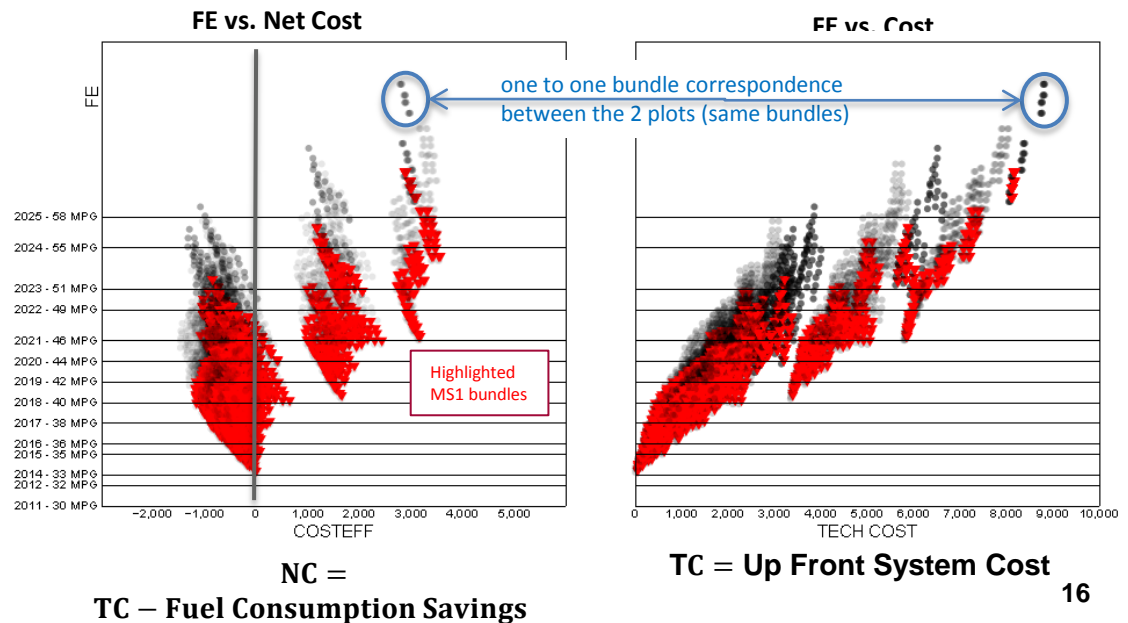 FE vs. Net Cost
FE vs. Cost
one to one bundle correspondence
between the 2 plots (same bundles)
FE
2025 - 58 MPG
2024 - 55 MPG
2023 - 51 MPG
2022 - 49 MPG
2021 - 46 MPG
2020 - 44 MPG
2019 - 42 MPG
2018 - 40 MPG
2017 - 38 MPG
2016 - 36 MPG
2015 - 35 MPG
2014 - 33 MPG
2012 - 32 MPG
2011 - 30 MPG
Highlighted
MS1 bundles
−2,000 −1,000 0 1,000 2,000 3,000 4,000 5,000
COSTEFF
0 1,000 2,000 3,000 4,000 5,000 6,000 7,000 8,000 9,000 10,000
TECH COST
NC =
TC − Fuel Consumption Savings
TC = Up Front System Cost
16